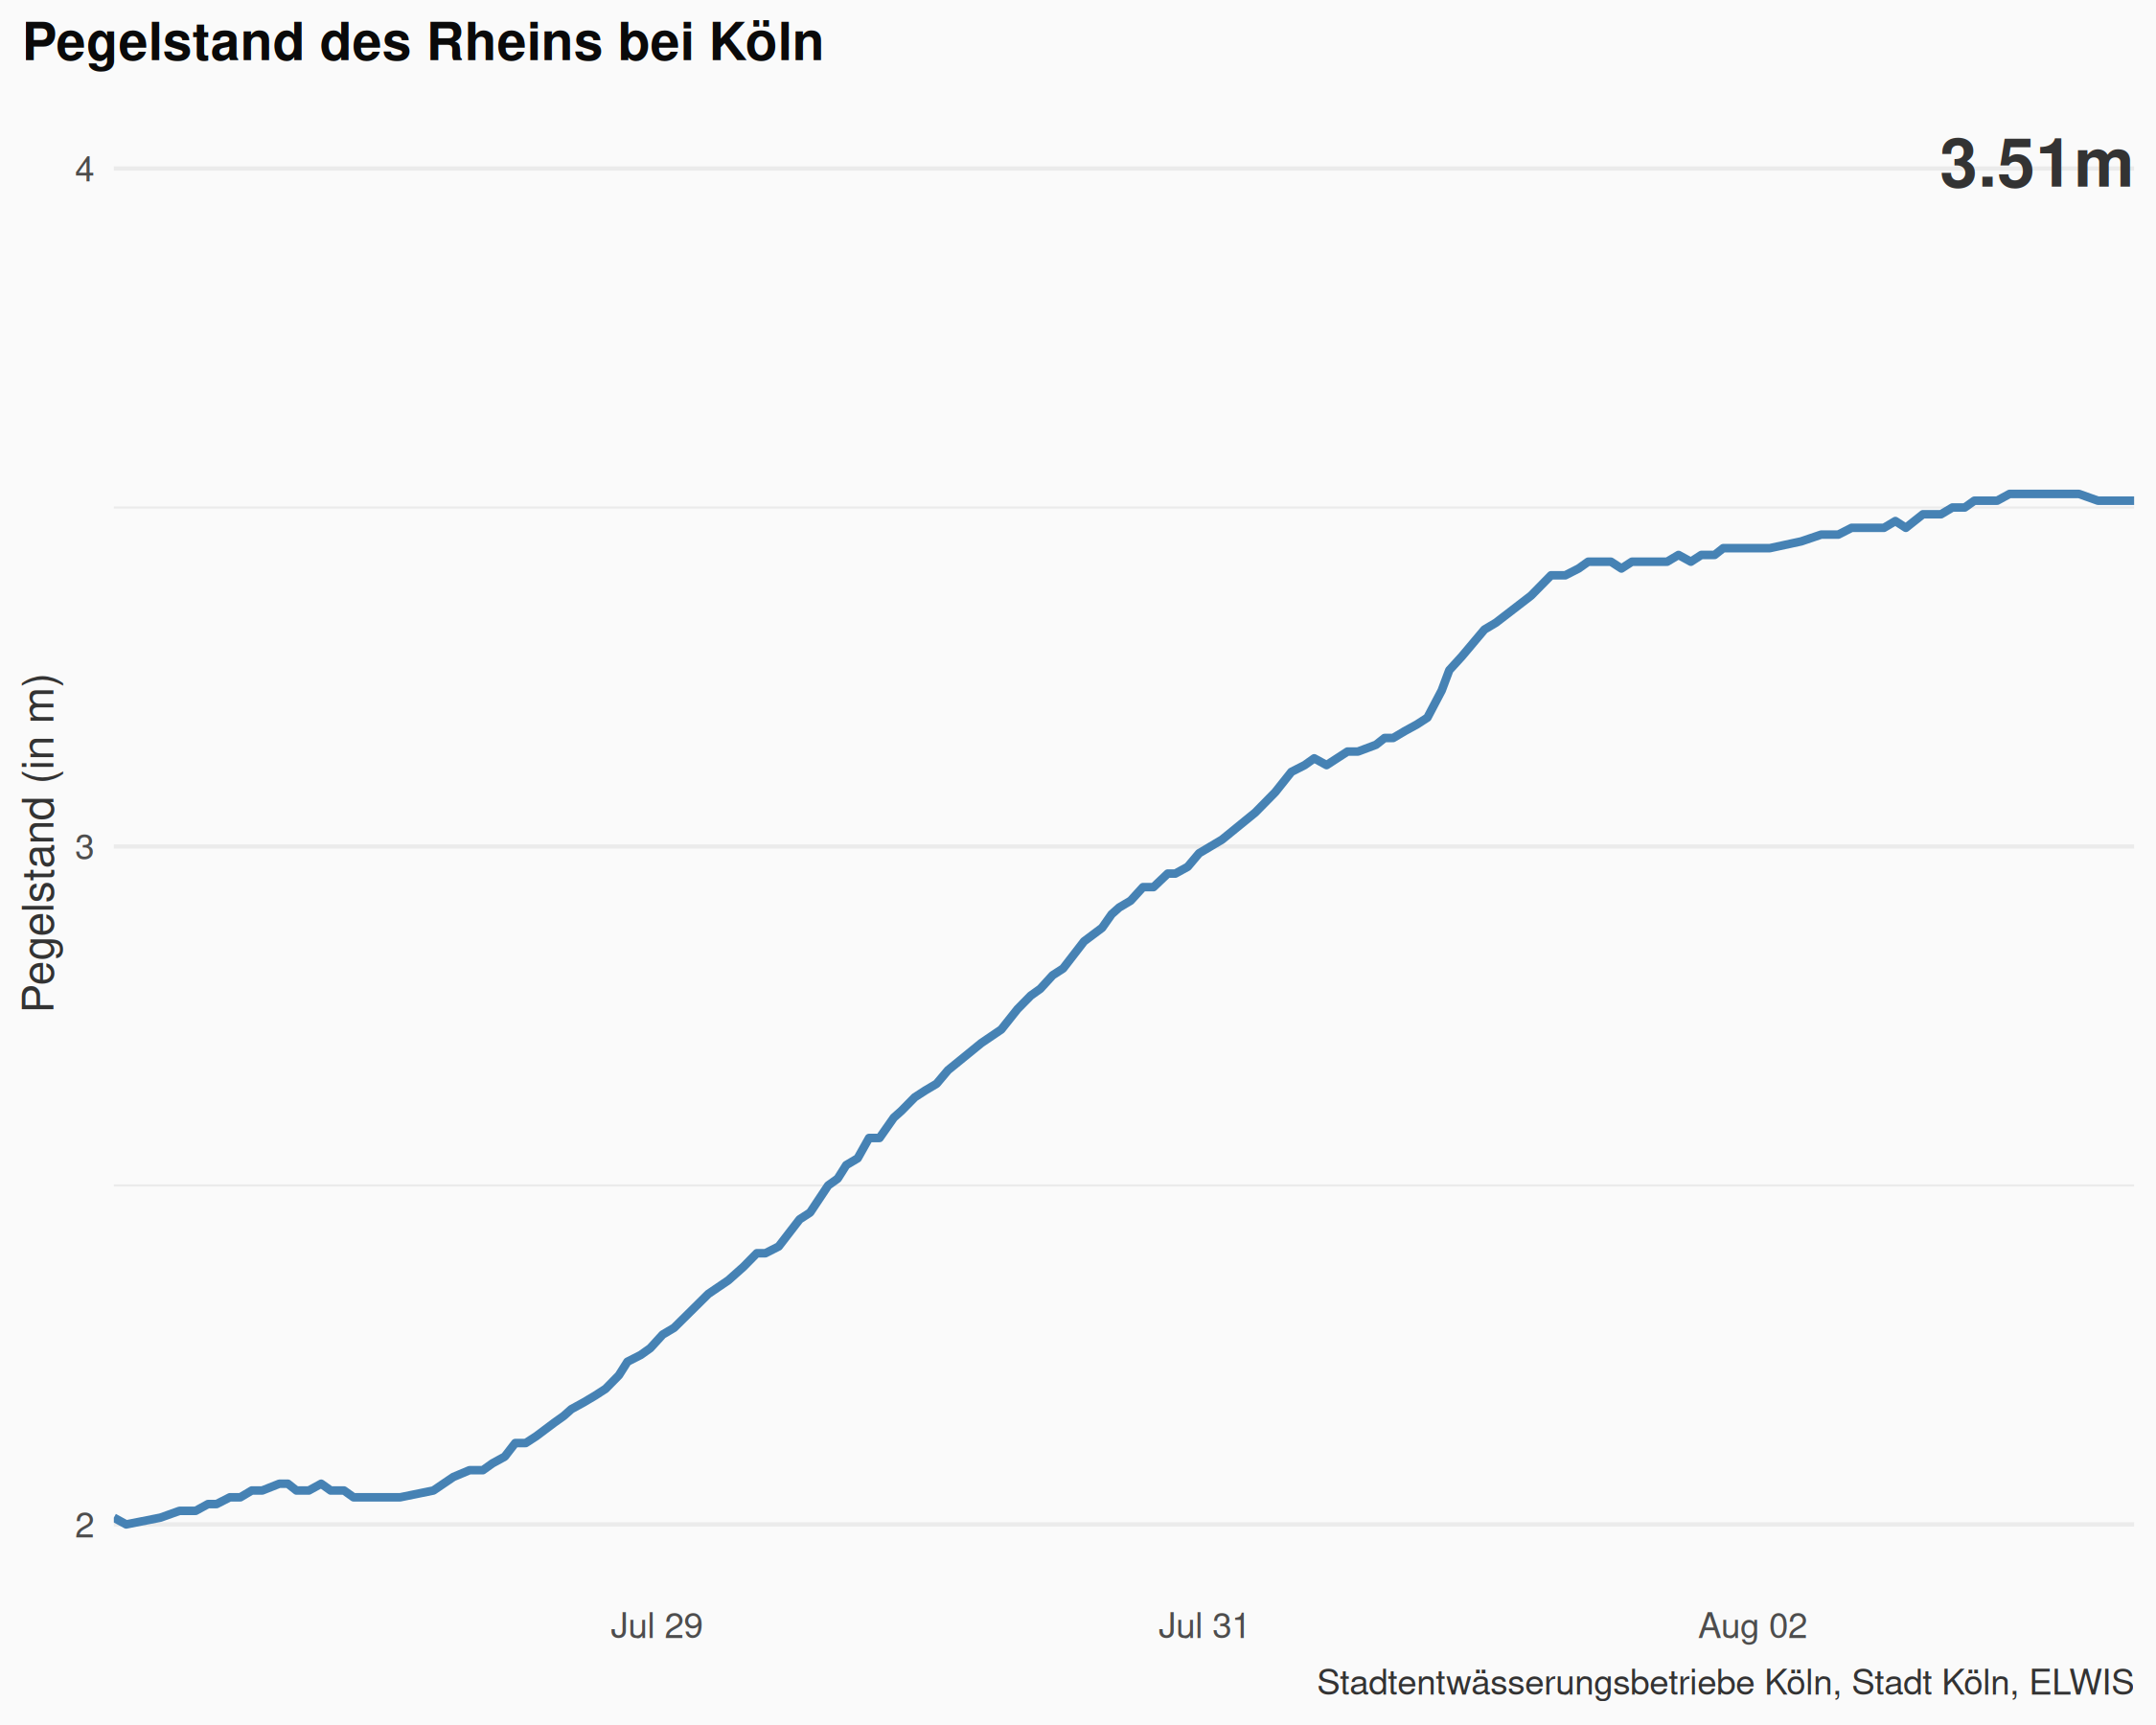 Pegelstand des Rheins bei Köln
3.51m
4
3
2
Pegelstand (in m)
Jul 29
Jul 31
Aug 02
Stadtentwässerungsbetriebe Köln, Stadt Köln, ELWIS